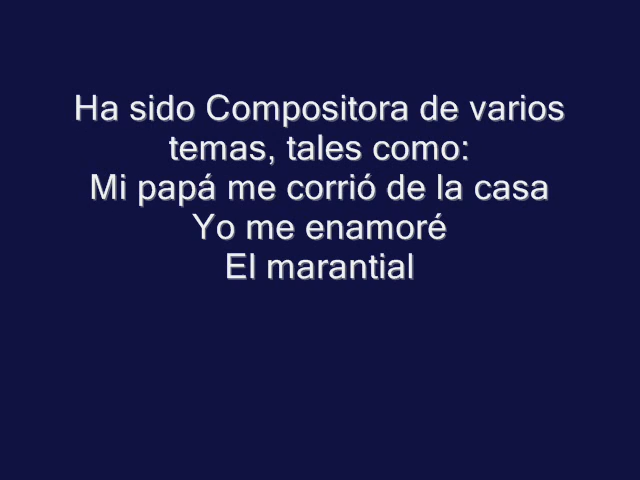 Ha sido Compositora de varios
temas, tales como:
Mi papá me corrió de la casa
Yo me enamoré
El marantial